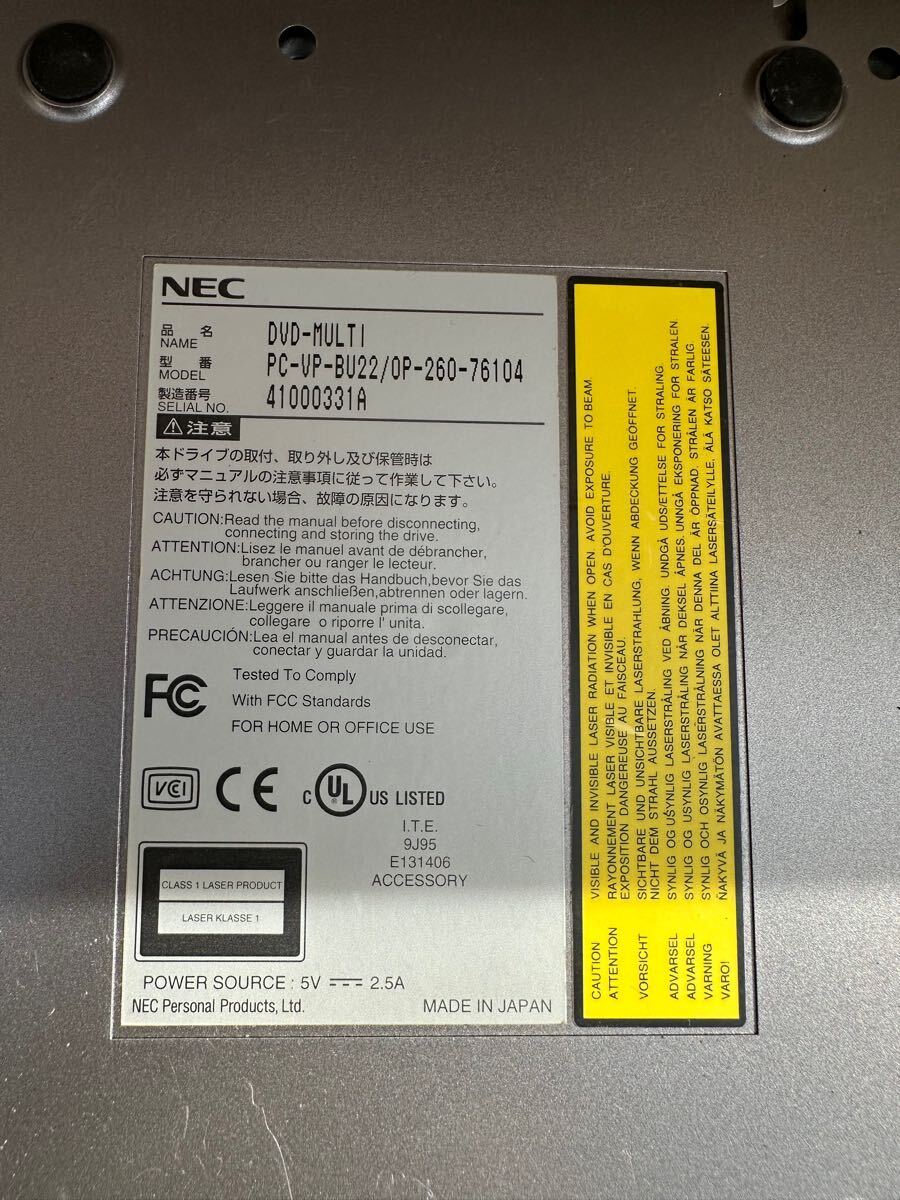 NEC
品 名
NAME
DVD-MULTI
型 番
MODEL
PC-VP-BU22/OP-260-76104
製造番号
SELIAL NO.
41000331A
⚠注意
本ドライブの取付、取り外し及び保管時は
必ずマニュアルの注意事項に従って作業して下さい。
注意を守られない場合、故障の原因になります。
CAUTION:Read the manual before disconnecting,
connecting and storing the drive.
ATTENTION:Lisez le manuel avant de débrancher,
brancher ou ranger le lecteur.
ACHTUNG:Lesen Sie bitte das Handbuch,bevor Sie das
Laufwerk anschließen,abtrennen oder lagern.
ATTENZIONE:Leggere il manuale prima di scollegare,
collegare o riporre l' unita.
PRECAUCIÓN:Lea el manual antes de desconectar,
conectar y guardar la unidad.
FC
Tested To Comply
With FCC Standards
FOR HOME OR OFFICE USE
VCI CE c UL US LISTED
I.T.E.
9J95
E131406
ACCESSORY
CLASS 1 LASER PRODUCT
LASER KLASSE 1
POWER SOURCE : 5V ⎓ 2.5A
NEC Personal Products, Ltd.
MADE IN JAPAN
CAUTION VISIBLE AND INVISIBLE LASER RADIATION WHEN OPEN. AVOID EXPOSURE TO BEAM.
ATTENTION RAYONNEMENT LASER VISIBLE ET INVISIBLE EN CAS D'OUVERTURE.
EXPOSITION DANGEREUSE AU FAISCEAU.
VORSICHT SICHTBARE UND UNSICHTBARE LASERSTRAHLUNG, WENN ABDECKUNG GEÖFFNET.
NICHT DEM STRAHL AUSSETZEN.
ADVARSEL SYNLIG OG USYNLIG LASERSTRÅLING VED ÅBNING. UNDGÅ UDS/ETTELSE FOR STRALING.
ADVARSEL SYNLIG OG USYNLIG LASERSTRÅLING NÅR DEKSEL ÅPNES. UNNGÅ EKSPONERING FOR STRALEN.
VARNING SYNLIG OCH OSYNLIG LASERSTRÅLNING NÄR DENNA DEL ÄR ÖPPNAD. STRÅLEN ÄR FARLIG.
VARO! NÄKYVÄ JA NÄKYMÄTÖN AVATTAESSA OLET ALTTIINA LASERSÄTEILYLLE. ÄLÄ KATSO SÄTEESEEN.